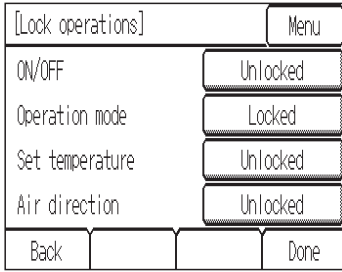 [Lock operations] Menu
ON/OFF Unlocked
Operation mode Locked
Set temperature Unlocked
Air direction Unlocked
Back Done